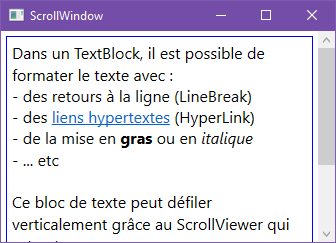 ScrollWindow
Dans un TextBlock, il est possible de
formater le texte avec :
- des retours à la ligne (LineBreak)
- des liens hypertextes (HyperLink)
- de la mise en gras ou en italique
- ... etc
Ce bloc de texte peut défiler
verticalement grâce au ScrollViewer qui